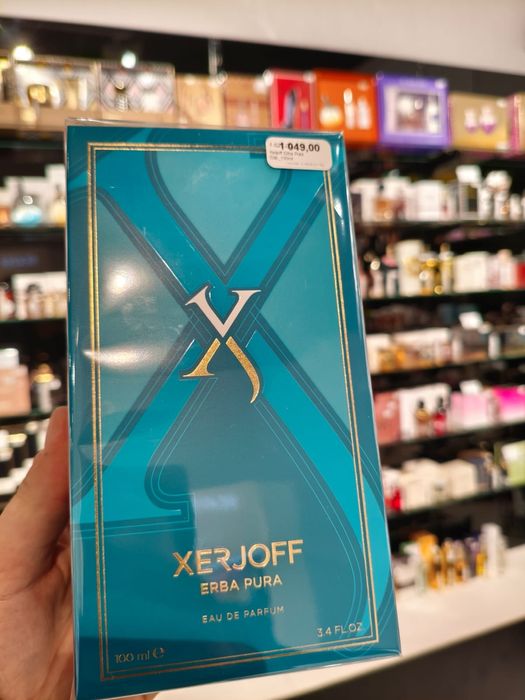 1 049,00
XERJOFF
ERBA PURA
EAU DE PARFUM
100 ml e
3.4 FL.OZ